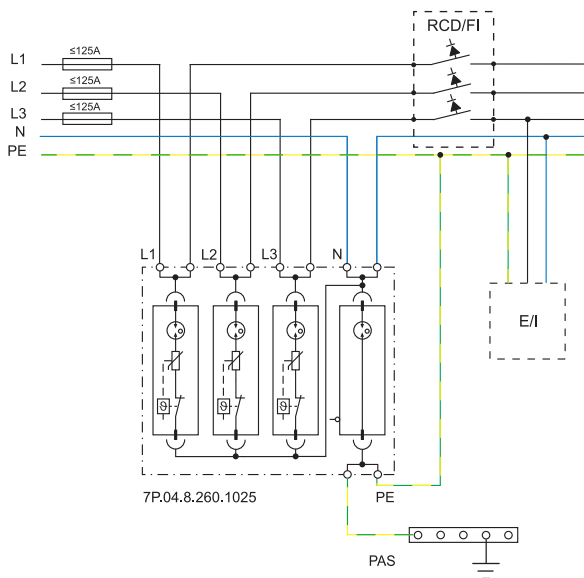 RCD/FI
≤125A
L1
≤125A
L2
≤125A
L3
N
PE
L1
L2
L3
N
E/I
ϑ
ϑ
ϑ
7P.04.8.260.1025
PE
PAS